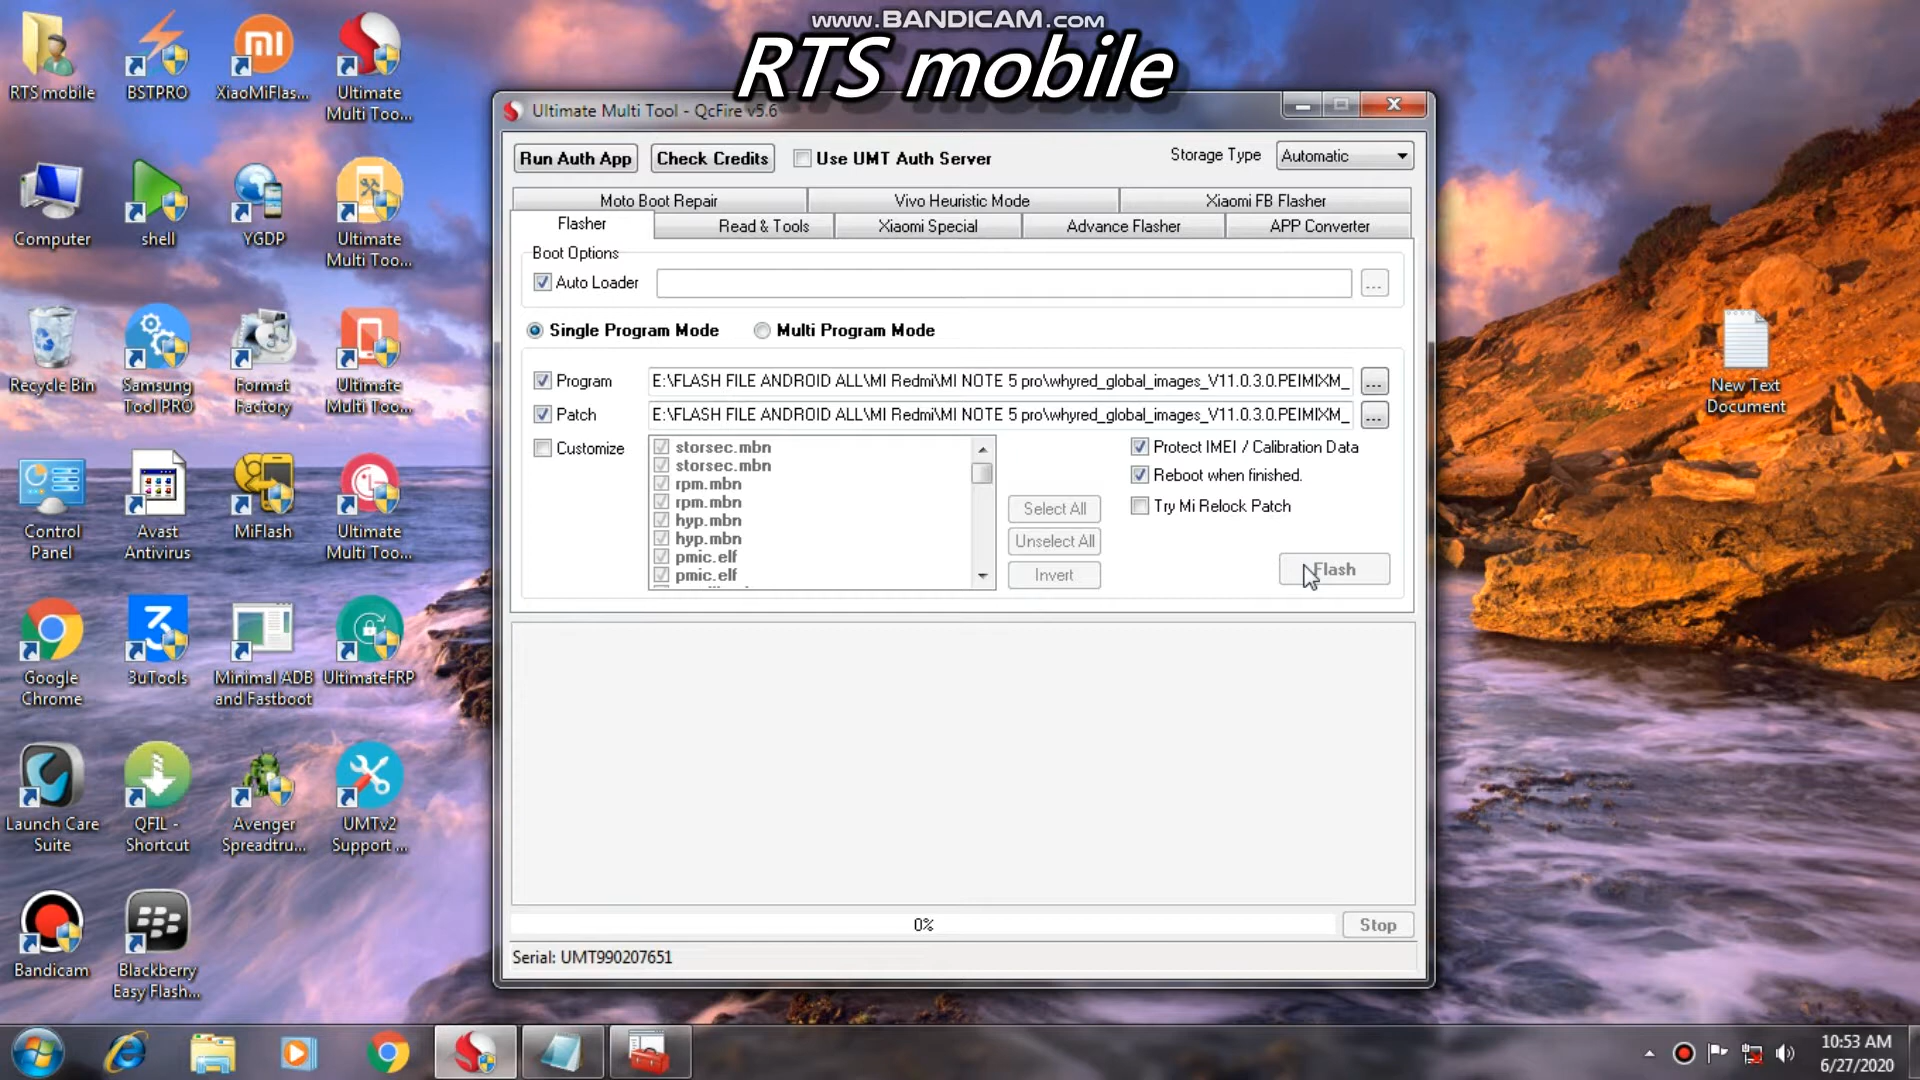 www.BANDICAM.com
RTS mobile
RTS mobile
BSTPRO
XiaoMiFlas...
Ultimate
Multi Too...
Computer
shell
YGDP
Ultimate
Multi Too...
Recycle Bin
Samsung
Tool PRO
Format
Factory
Ultimate
Multi Too...
Control
Panel
Avast
Antivirus
MiFlash
Ultimate
Multi Too...
Google
Chrome
3uTools
Minimal ADB
and Fastboot
UltimateFRP
Launch Care
Suite
QFIL -
Shortcut
Avenger
Spreadtru...
UMTv2
Support ...
Bandicam
Blackberry
Easy Flash...
New Text
Document
Ultimate Multi Tool - QcFire v5.6
Run Auth App
Check Credits
Use UMT Auth Server
Storage Type
Automatic
Moto Boot Repair
Vivo Heuristic Mode
Xiaomi FB Flasher
Flasher
Read & Tools
Xiaomi Special
Advance Flasher
APP Converter
Boot Options
Auto Loader
...
Single Program Mode
Multi Program Mode
Program
E:\FLASH FILE ANDROID ALL\MI Redmi\MI NOTE 5 pro\whyred_global_images_V11.0.3.0.PEIMIXM_
...
Patch
E:\FLASH FILE ANDROID ALL\MI Redmi\MI NOTE 5 pro\whyred_global_images_V11.0.3.0.PEIMIXM_
...
Customize
storsec.mbn
storsec.mbn
rpm.mbn
rpm.mbn
hyp.mbn
hyp.mbn
pmic.elf
pmic.elf
Select All
Unselect All
Invert
Protect IMEI / Calibration Data
Reboot when finished.
Try Mi Relock Patch
Flash
0%
Stop
Serial: UMT990207651
10:53 AM
6/27/2020